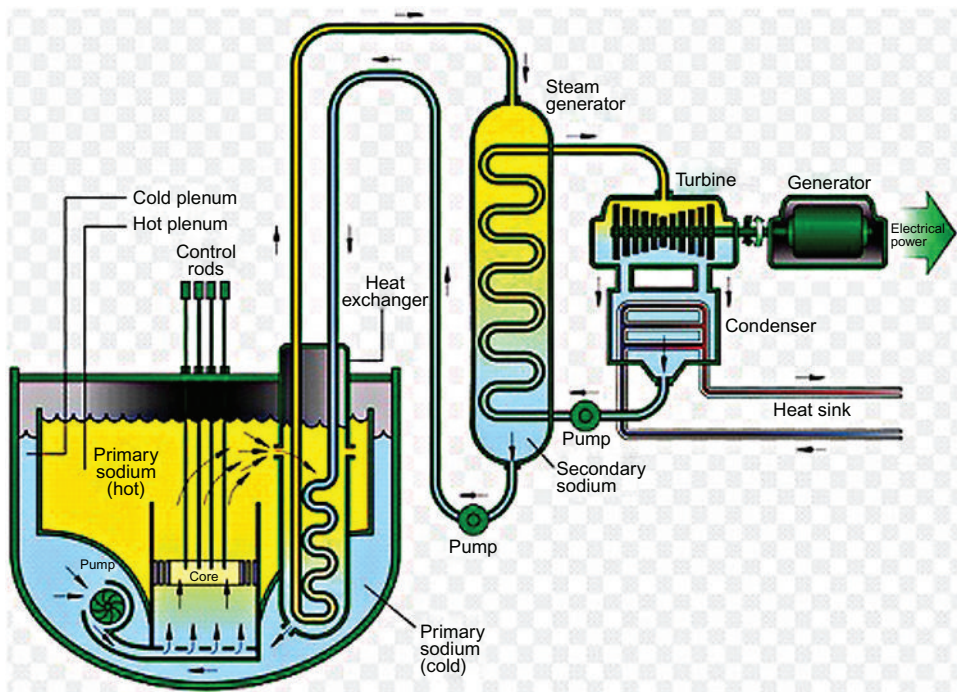 Steam
generator
Cold plenum
Hot plenum
Control
rods
Turbine
Generator
Electrical
power
Heat
exchanger
Condenser
Heat sink
Pump
Primary
sodium
(hot)
Secondary
sodium
Pump
Pump
Core
Primary
sodium
(cold)